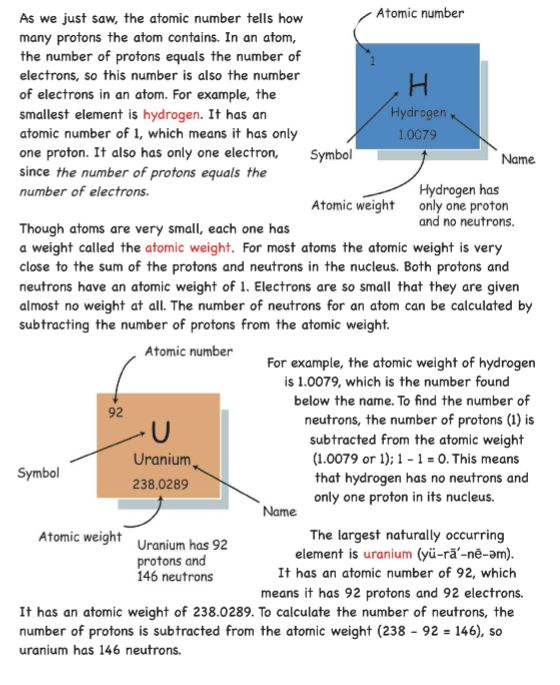 As we just saw, the atomic number tells how
many protons the atom contains. In an atom,
the number of protons equals the number of
electrons, so this number is also the number
of electrons in an atom. For example, the
smallest element is hydrogen. It has an
atomic number of 1, which means it has only
one proton. It also has only one electron,
since the number of protons equals the
number of electrons.
Atomic number
1
H
Hydrogen
1.0079
Symbol
Name
Atomic weight
Hydrogen has
only one proton
and no neutrons.
Though atoms are very small, each one has
a weight called the atomic weight. For most atoms the atomic weight is very
close to the sum of the protons and neutrons in the nucleus. Both protons and
neutrons have an atomic weight of 1. Electrons are so small that they are given
almost no weight at all. The number of neutrons for an atom can be calculated by
subtracting the number of protons from the atomic weight.
Atomic number
92
U
Uranium
238.0289
Symbol
Name
Atomic weight
Uranium has 92
protons and
146 neutrons
For example, the atomic weight of hydrogen
is 1.0079, which is the number found
below the name. To find the number of
neutrons, the number of protons (1) is
subtracted from the atomic weight
(1.0079 or 1); 1 - 1 = 0. This means
that hydrogen has no neutrons and
only one proton in its nucleus.
The largest naturally occurring
element is uranium (yü-rā′-nē-əm).
It has an atomic number of 92, which
means it has 92 protons and 92 electrons.
It has an atomic weight of 238.0289. To calculate the number of neutrons, the
number of protons is subtracted from the atomic weight (238 - 92 = 146), so
uranium has 146 neutrons.